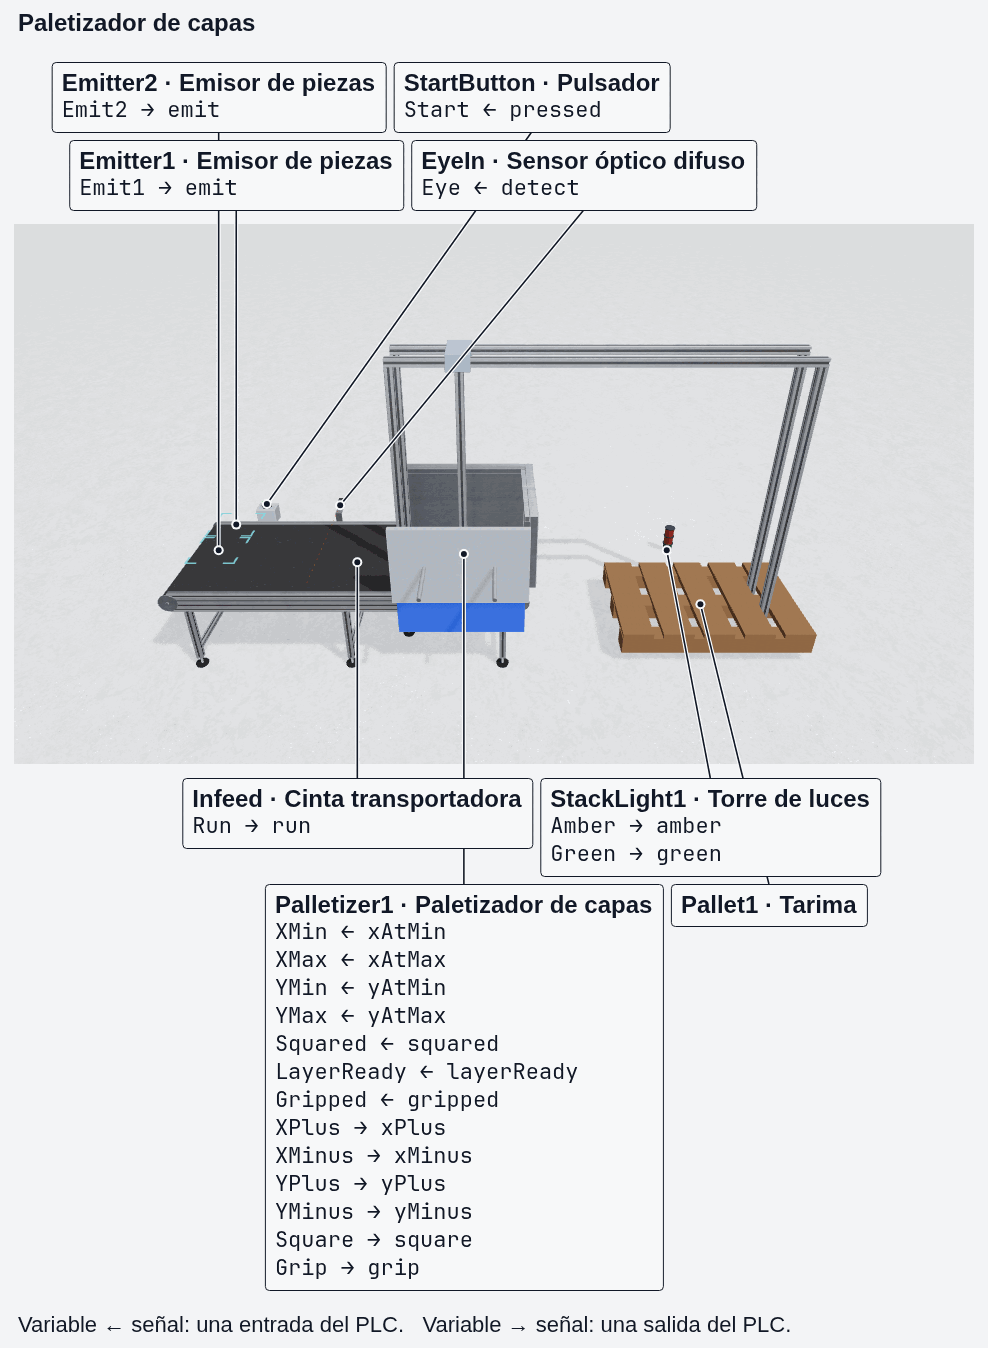 Paletizador de capas
Emitter2 · Emisor de piezas
Emit2 → emit
StartButton · Pulsador
Start ← pressed
Emitter1 · Emisor de piezas
Emit1 → emit
EyeIn · Sensor óptico difuso
Eye ← detect
Infeed · Cinta transportadora
Run → run
StackLight1 · Torre de luces
Amber → amber
Green → green
Palletizer1 · Paletizador de capas
XMin ← xAtMin
XMax ← xAtMax
YMin ← yAtMin
YMax ← yAtMax
Squared ← squared
LayerReady ← layerReady
Gripped ← gripped
XPlus → xPlus
XMinus → xMinus
YPlus → yPlus
YMinus → yMinus
Square → square
Grip → grip
Pallet1 · Tarima
Variable ← señal: una entrada del PLC. Variable → señal: una salida del PLC.